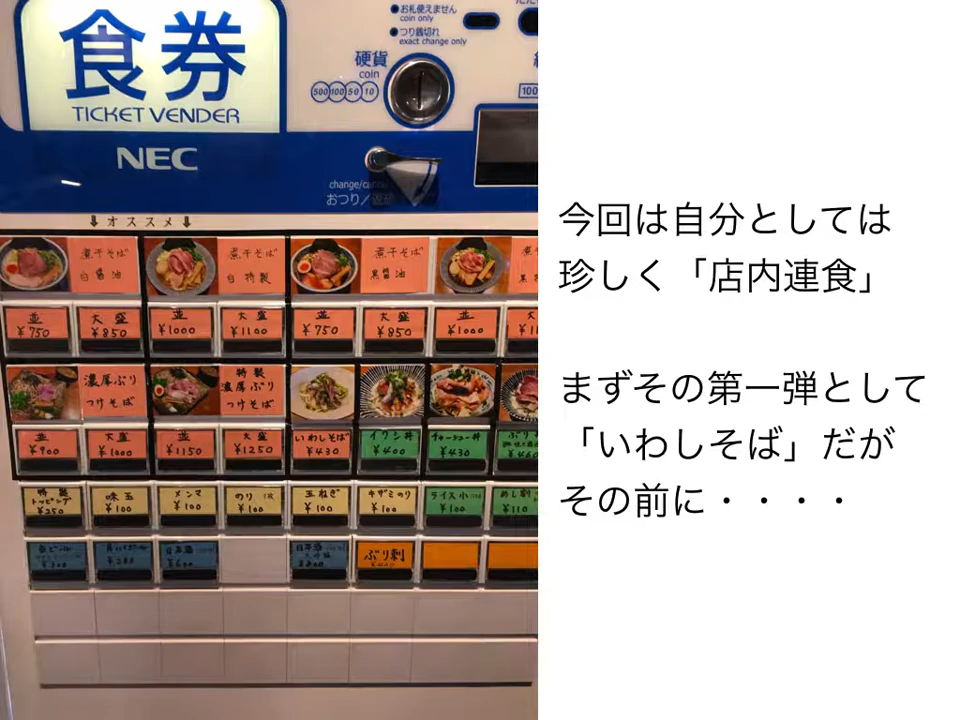 食券
TICKET VENDER
NEC
●お札使えません
coin only
●つり銭切れ
exact change only
硬貨
coin
500 100 50 10
おつり／返却
⬇オススメ⬇
煮干そば 白醤油
煮干そば 白 特製
煮干そば 黒醤油
並 ¥750
大盛 ¥850
並 ¥1000
大盛 ¥1100
並 ¥750
大盛 ¥850
並 ¥1000
濃厚ぶり つけそば
特製 濃厚ぶり つけそば
並 ¥900
大盛 ¥1000
並 ¥1150
大盛 ¥1250
いわしそば ¥430
イワシ丼 ¥400
チャーシュー丼 ¥430
特製トッピング ¥250
味玉 ¥100
メンマ ¥100
のり ¥100
玉ねぎ ¥100
キザミのり ¥100
ライス小 ¥100
¥110
日本酒
日本酒
ぶり刺
今回は自分としては
珍しく「店内連食」
まずその第一弾として
「いわしそば」だが
その前に・・・・